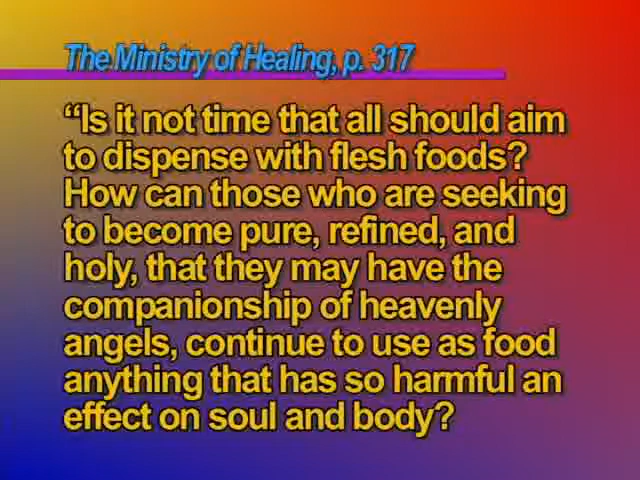 The Ministry of Healing, p. 317
“Is it not time that all should aim
to dispense with flesh foods?
How can those who are seeking
to become pure, refined, and
holy, that they may have the
companionship of heavenly
angels, continue to use as food
anything that has so harmful an
effect on soul and body?